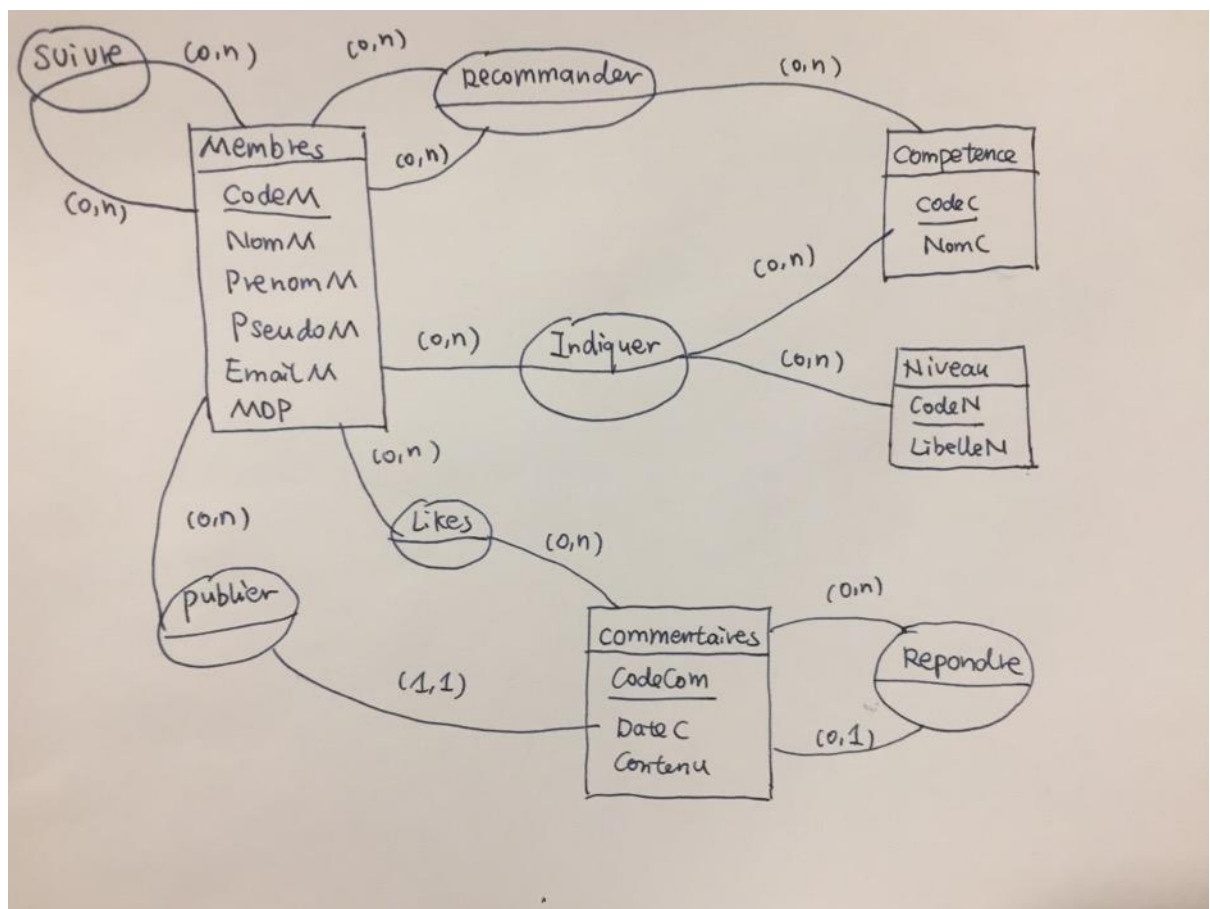 Suivre
(0,n)
(0,n)
Recommander
(0,n)
Membres
CodeM
NomM
PrenomM
PseudoM
EmailM
MDP
(0,n)
(0,n)
Competence
CodeC
NomC
(0,n)
(0,n)
Indiquer
(0,n)
Niveau
CodeN
LibelleN
(0,n)
(0,n)
Likes
(0,n)
publier
(1,1)
commentaires
CodeCom
DateC
Contenu
(0,n)
Repondre
(0,1)